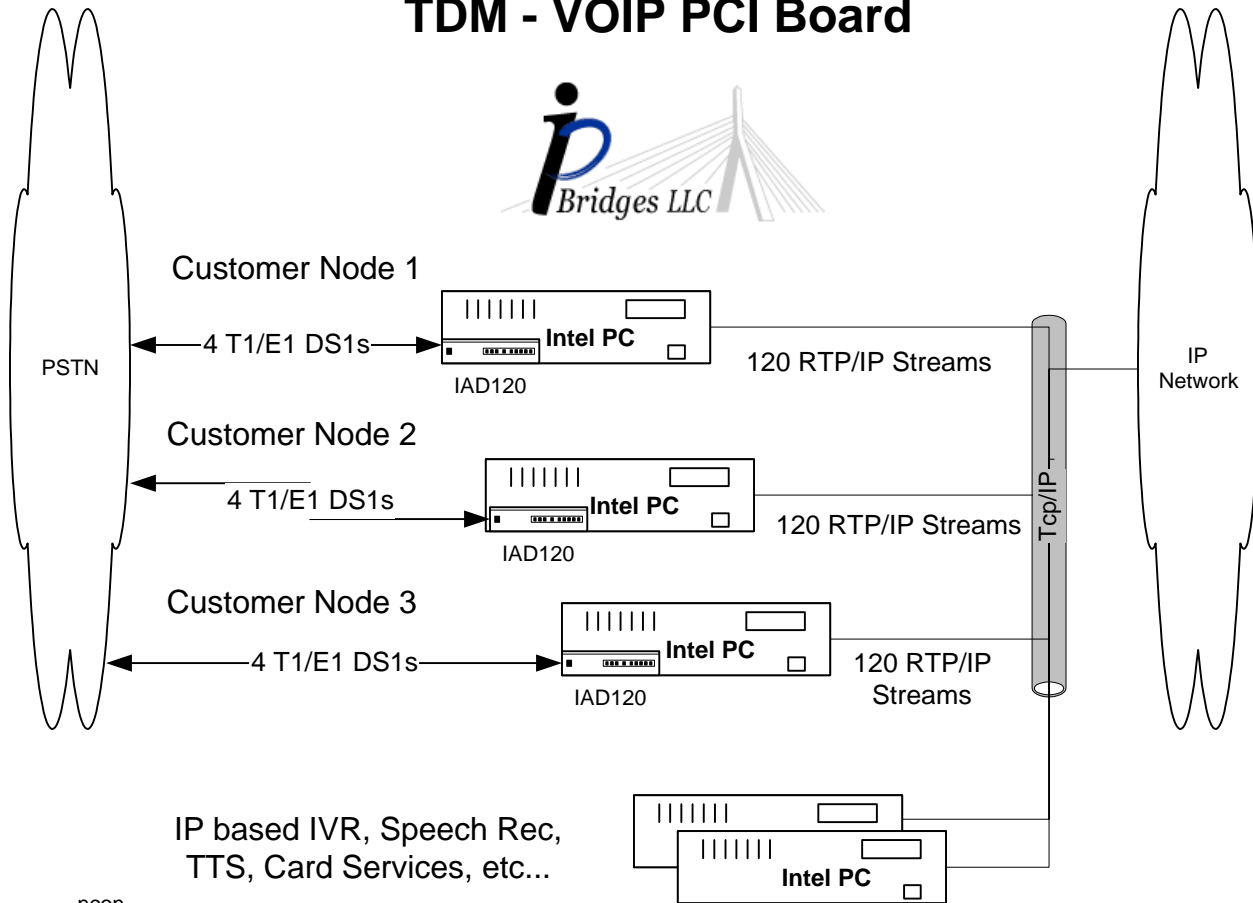 TDM - VOIP PCI Board
ip
Bridges LLC
Customer Node 1
4 T1/E1 DS1s
Intel PC
IAD120
120 RTP/IP Streams
PSTN
IP
Network
Customer Node 2
4 T1/E1 DS1s
Intel PC
IAD120
120 RTP/IP Streams
Tcp/IP
Customer Node 3
4 T1/E1 DS1s
Intel PC
IAD120
120 RTP/IP
Streams
IP based IVR, Speech Rec,
TTS, Card Services, etc...
Intel PC